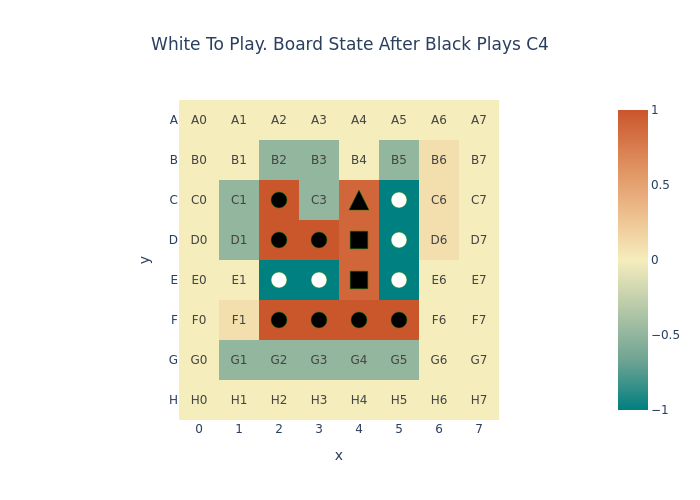 White To Play. Board State After Black Plays C4
A A0 A1 A2 A3 A4 A5 A6 A7
B B0 B1 B2 B3 B4 B5 B6 B7
C C0 C1 C3 C6 C7
D D0 D1 D6 D7
E E0 E1 E6 E7
F F0 F1 F6 F7
G G0 G1 G2 G3 G4 G5 G6 G7
H H0 H1 H2 H3 H4 H5 H6 H7
0 1 2 3 4 5 6 7
x
y
1
0.5
0
−0.5
−1